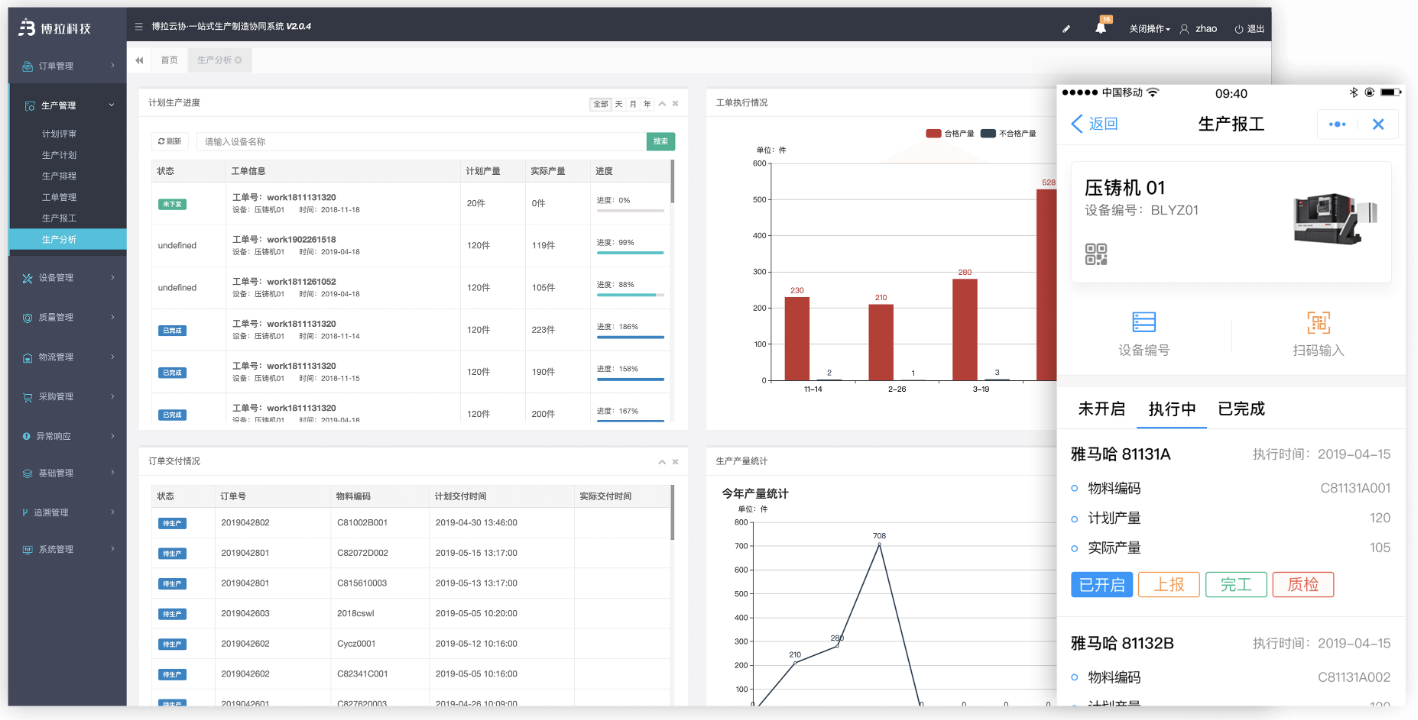 博拉科技
博拉云协·一站式生产制造协同系统 V2.0.4
16
关闭操作
zhao
退出
订单管理
生产管理
计划评审
生产计划
生产排程
工单管理
生产报工
生产分析
设备管理
质量管理
物流管理
采购管理
异常响应
基础管理
追溯管理
系统管理
首页
生产分析
计划生产进度
全部 天 月 年
刷新
请输入设备名称
搜索
状态 工单信息 计划产量 实际产量 进度
未下发 工单号：work1811131320 20件 0件 进度：0%
设备：压铸机01 时间：2018-11-18
undefined 工单号：work1902261518 120件 119件 进度：99%
设备：压铸机01 时间：2019-04-18
undefined 工单号：work1811261052 120件 105件 进度：88%
设备：压铸机01 时间：2019-04-18
已完成 工单号：work1811131320 120件 223件 进度：186%
设备：压铸机01 时间：2018-11-14
已完成 工单号：work1811131320 120件 190件 进度：158%
设备：压铸机01 时间：2018-11-15
已完成 工单号：work1811131320 120件 200件 进度：167%
设备：压铸机01 时间：2019-04-18
工单执行情况
合格产量 不合格产量
单位：件
600
500
400
300
200
100
0
230
2
210
1
280
3
528
11-14 2-26 3-19
订单交付情况
状态 订单号 物料编码 计划交付时间 实际交付时间
待生产 2019042802 C81002B001 2019-04-30 13:46:00
待生产 2019042801 C82072D002 2019-05-15 13:17:00
待生产 2019042801 C815610003 2019-05-13 13:17:00
待生产 2019042603 2018cswl 2019-05-05 10:20:00
待生产 2019042602 Cycz0001 2019-05-12 10:16:00
待生产 2019042602 C82341C001 2019-05-05 10:16:00
待生产 2019042601 C827620003 2019-04-26 10:09:00
生产产量统计
今年产量统计
单位：件
800
700
600
500
400
300
200
100
0
210
280
708
0 0 0 0
中国移动
09:40
返回
生产报工
压铸机 01
设备编号：BLYZ01
设备编号
扫码输入
未开启 执行中 已完成
雅马哈 81131A 执行时间：2019-04-15
物料编码 C81131A001
计划产量 120
实际产量 105
已开启 上报 完工 质检
雅马哈 81132B 执行时间：2019-04-15
物料编码 C81131A002
计划产量 120